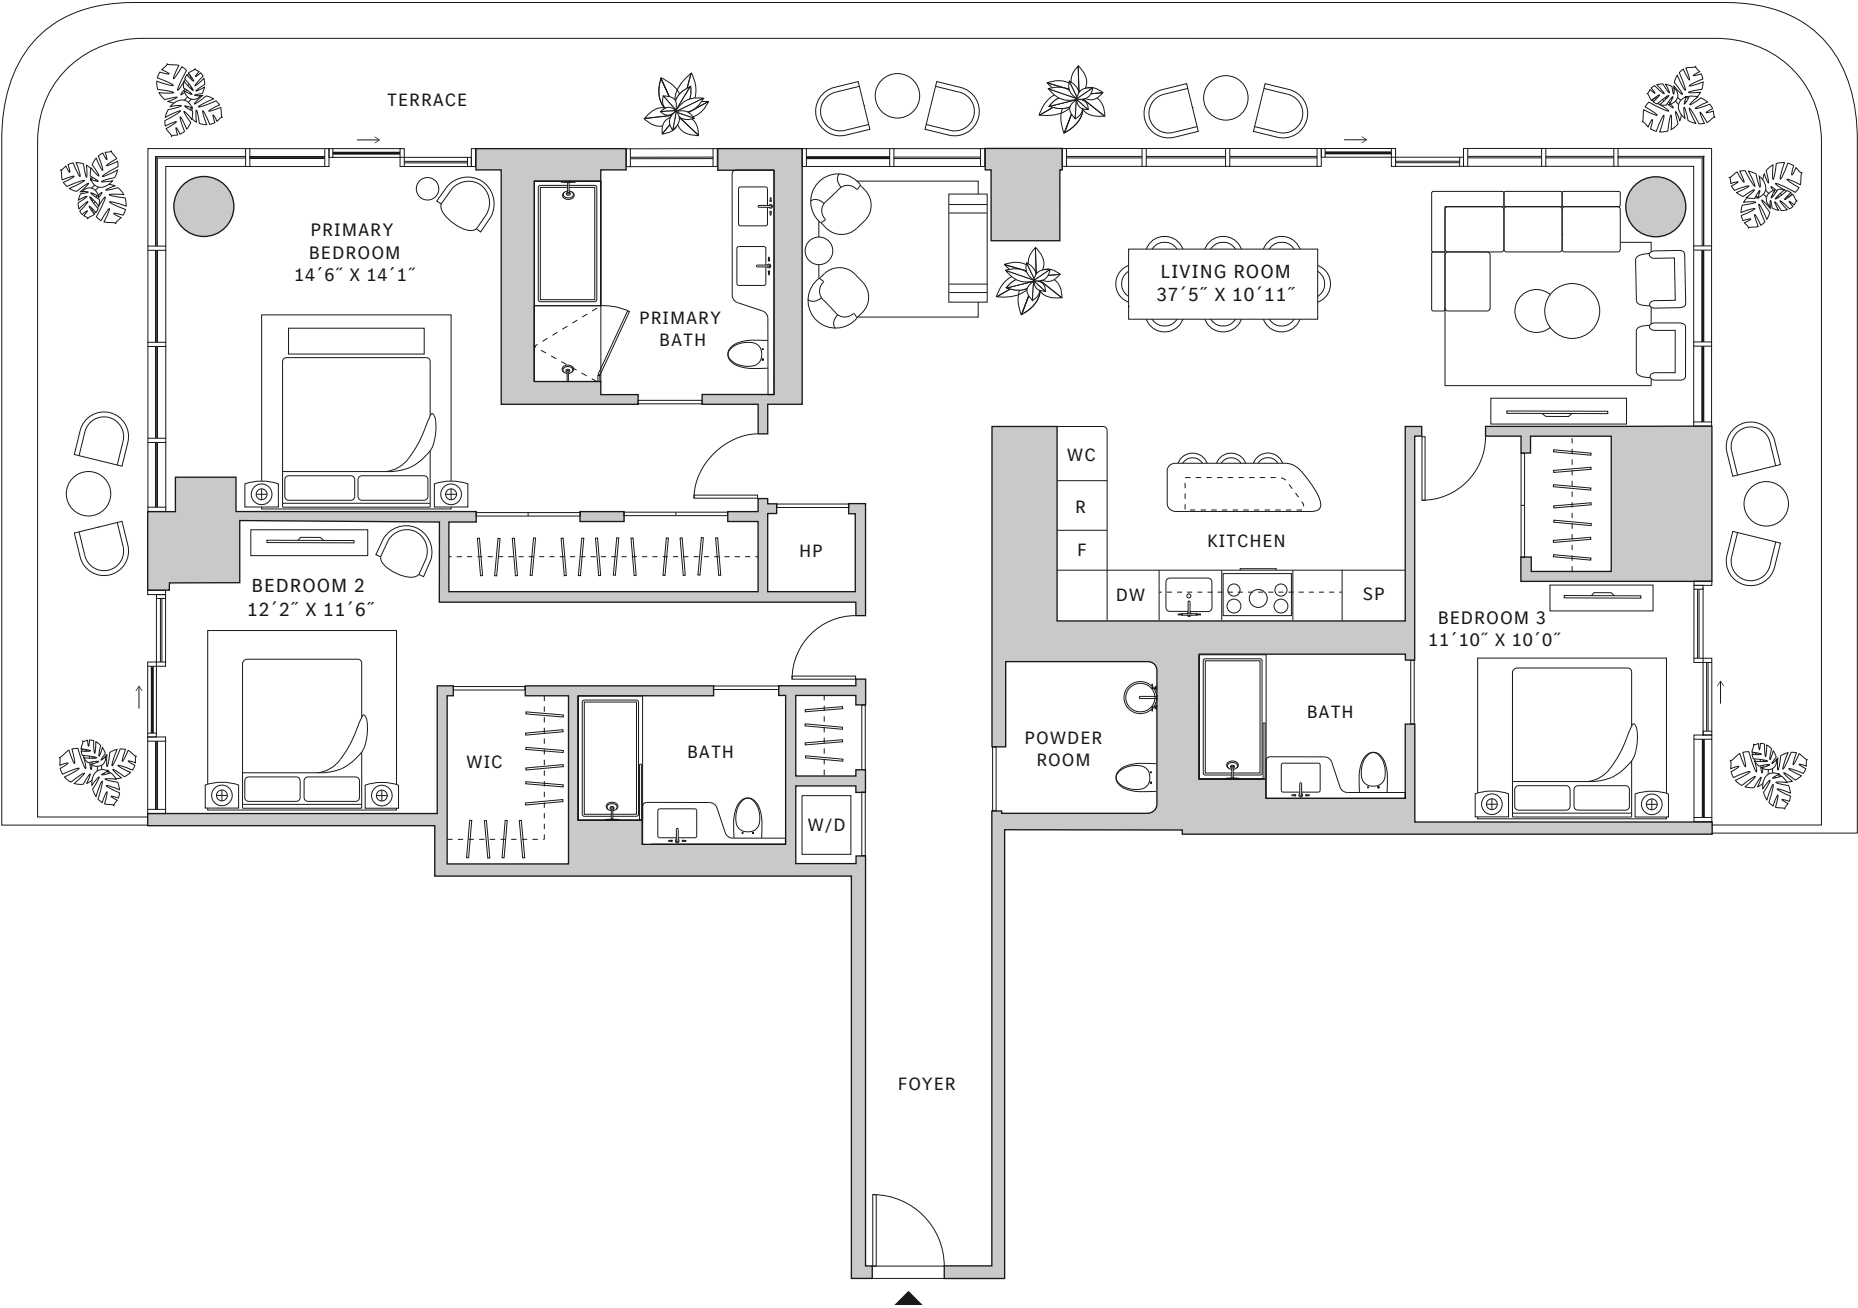 TERRACE
PRIMARY
BEDROOM
14´6˝ X 14´1˝
PRIMARY
BATH
LIVING ROOM
37´5˝ X 10´11˝
WC
R
F
DW
SP
KITCHEN
HP
BEDROOM 2
12´2˝ X 11´6˝
BEDROOM 3
11´10˝ X 10´0˝
WIC
BATH
W/D
POWDER
ROOM
BATH
FOYER